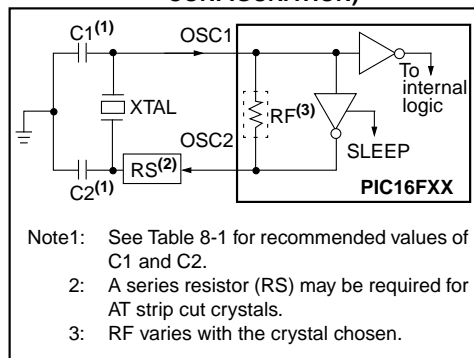 CONFIGURATION)
C1(1)
OSC1
To
internal
logic
XTAL
RF(3)
OSC2
SLEEP
RS(2)
C2(1)
PIC16FXX
Note1: See Table 8-1 for recommended values of
C1 and C2.
2: A series resistor (RS) may be required for
AT strip cut crystals.
3: RF varies with the crystal chosen.